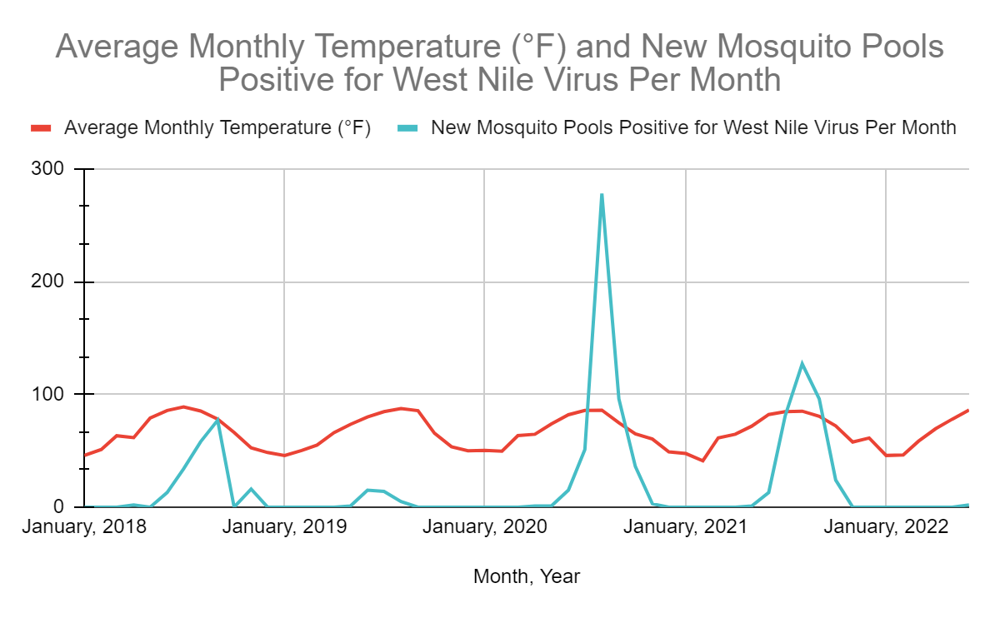 Average Monthly Temperature (°F) and New Mosquito Pools
Positive for West Nile Virus Per Month
Average Monthly Temperature (°F) New Mosquito Pools Positive for West Nile Virus Per Month
300
200
100
0
January, 2018 January, 2019 January, 2020 January, 2021 January, 2022
Month, Year